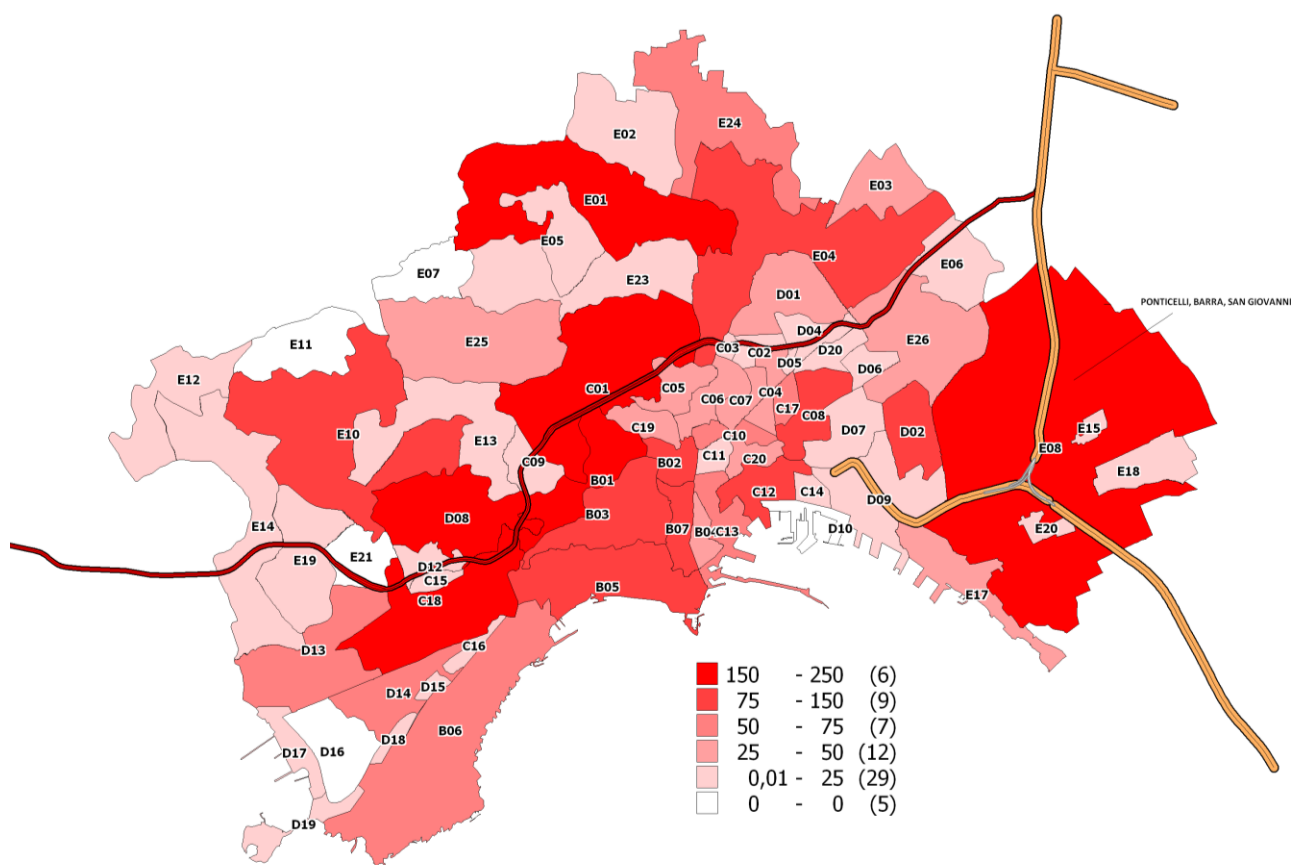 E24
E02
E03
E01
E05
E04
E06
E07
E23
D01
PONTICELLI, BARRA, SAN GIOVANNI
E11
E25
D04
E26
C03
C02
D20
D05
D06
E12
C01
C05
C04
C06
C07
C17
C08
E10
E13
C19
C10
D07
D02
E15
C09
C11
C20
E08
E18
B02
B01
D08
C12
C14
D09
E14
B03
B07
B04
C13
D10
E20
E21
E19
D12
C15
B05
C18
E17
D13
C16
D15
D14
D18
B06
D17
D16
D19
150 - 250 (6)
75 - 150 (9)
50 - 75 (7)
25 - 50 (12)
0,01 - 25 (29)
0 - 0 (5)